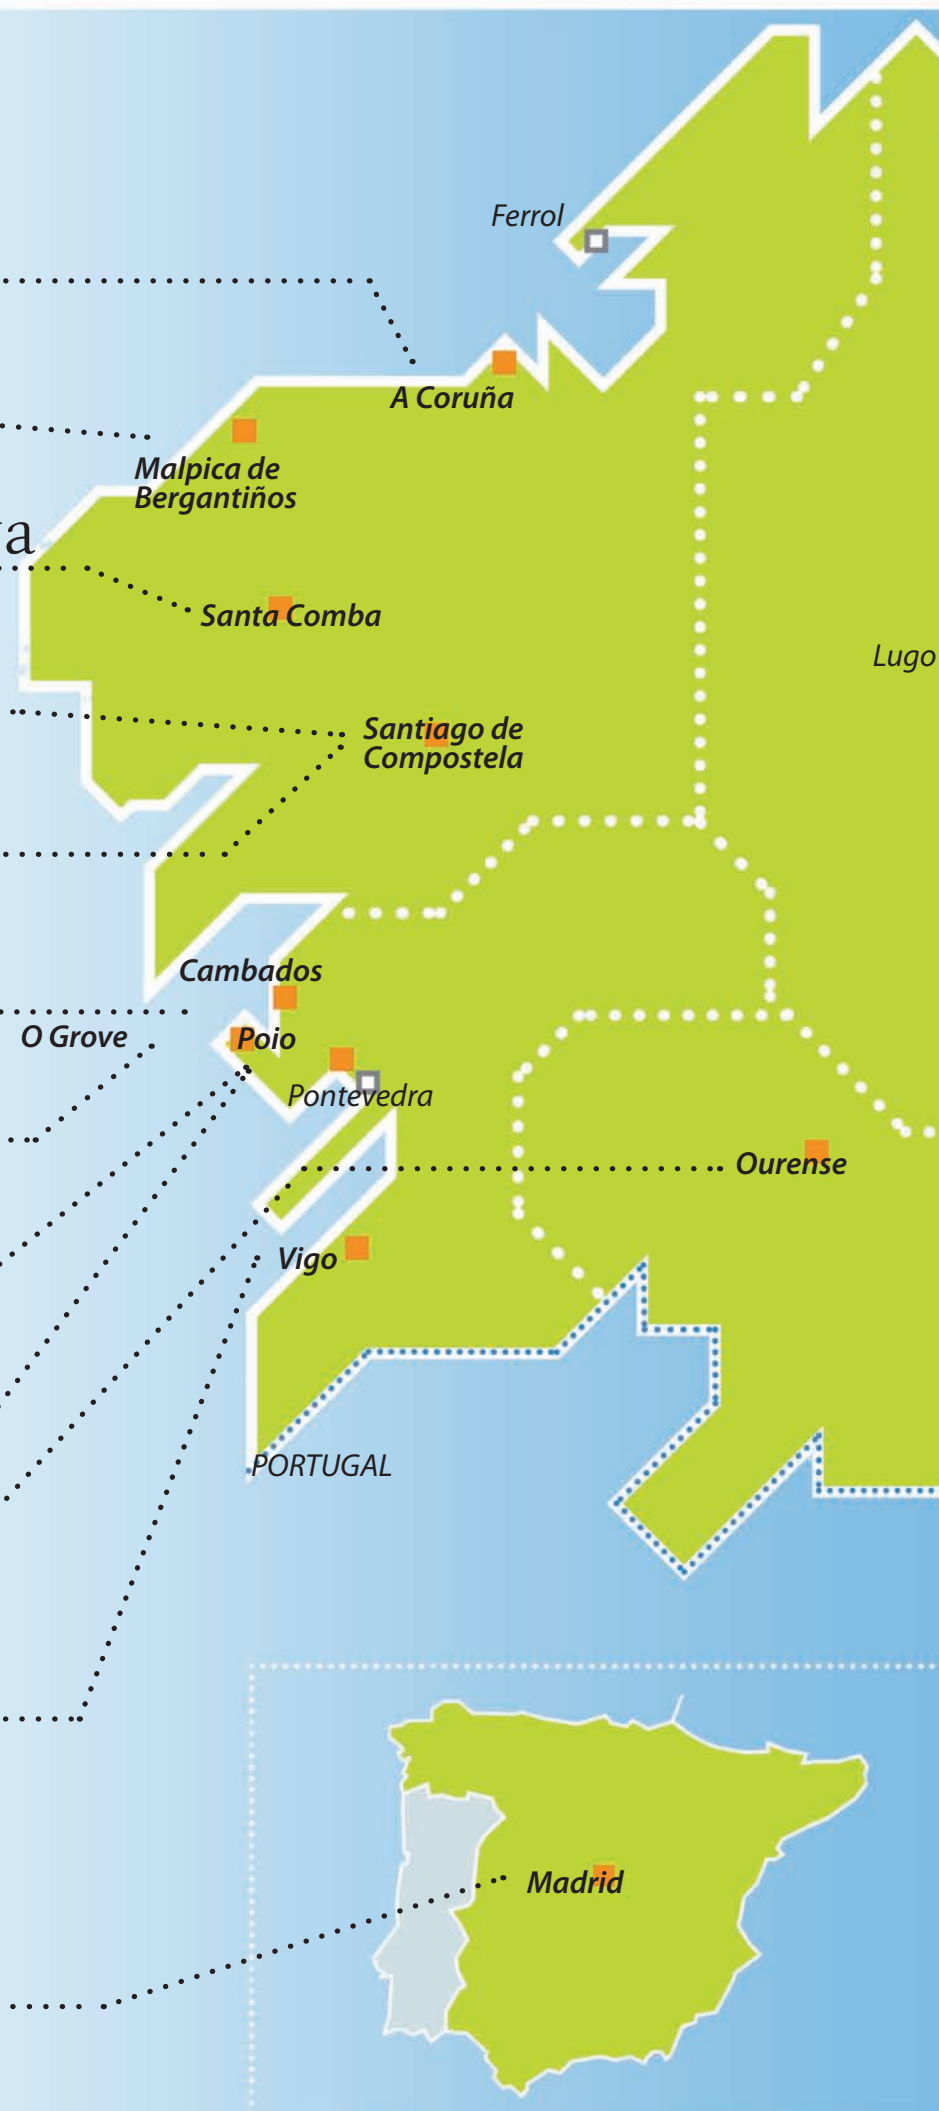 Ferrol
A Coruña
Malpica de
Bergantiños
a
Santa Comba
Lugo
Santiago de
Compostela
Cambados
O Grove
Poio
Pontevedra
Ourense
Vigo
PORTUGAL
Madrid